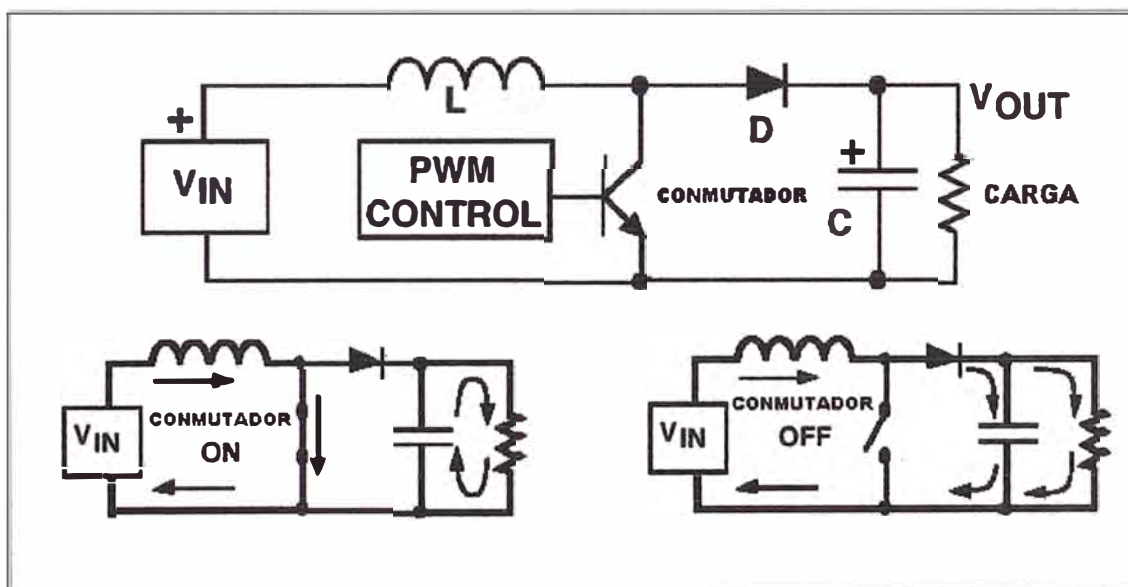 L
+
VIN
PWM
CONTROL
CONMUTADOR
D
+
C
VOUT
CARGA
VIN
CONMUTADOR
ON
VIN
CONMUTADOR
OFF